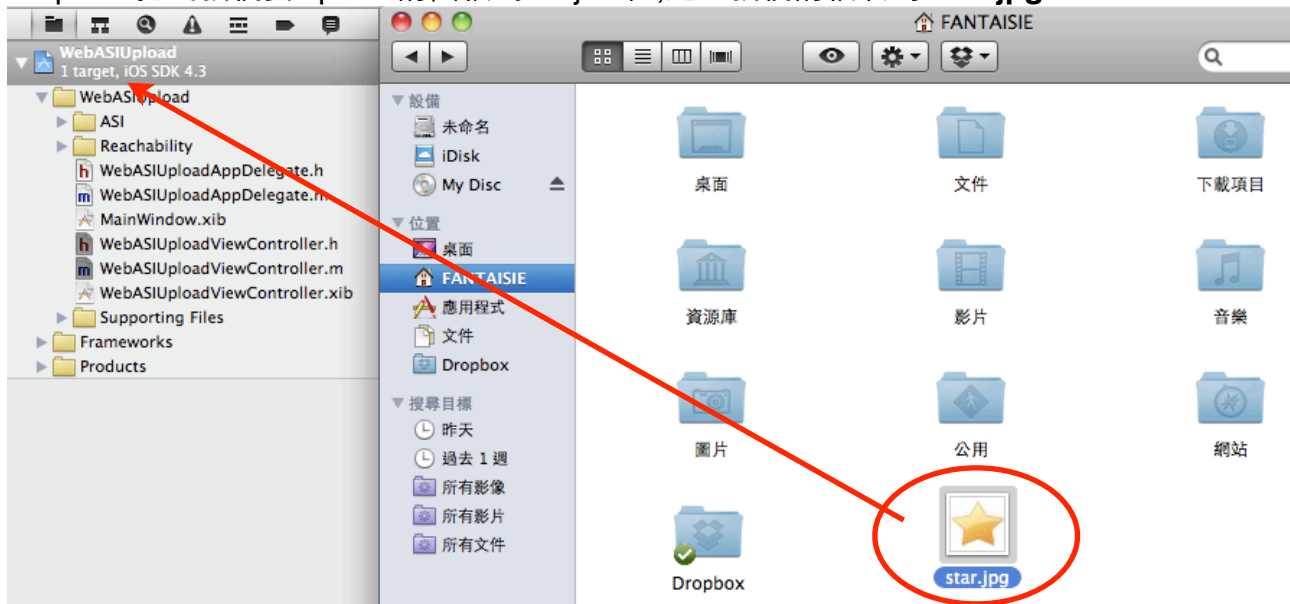 .jpg
WebASIUpload
1 target, iOS SDK 4.3
WebASIUpload
ASI
Reachability
WebASIUploadAppDelegate.h
WebASIUploadAppDelegate.m
MainWindow.xib
WebASIUploadViewController.h
WebASIUploadViewController.m
WebASIUploadViewController.xib
Supporting Files
Frameworks
Products
FANTAISIE
設備
未命名
iDisk
My Disc
位置
桌面
FANTAISIE
應用程式
文件
Dropbox
搜尋目標
昨天
過去 1 週
所有影像
所有影片
所有文件
桌面
文件
下載項目
資源庫
影片
音樂
圖片
公用
網站
Dropbox
star.jpg